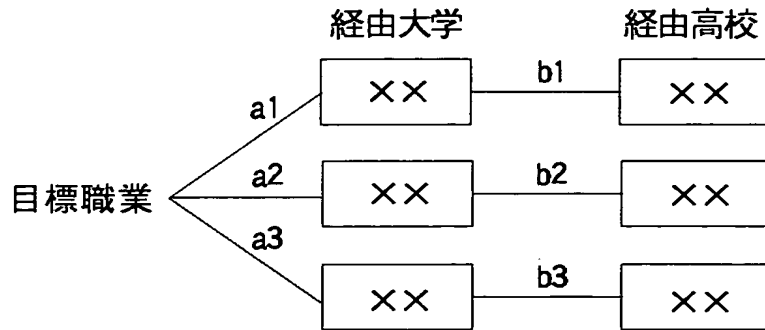 経由大学 経由高校
×× b1 ××
a1
目標職業 a2 ×× b2 ××
a3
×× b3 ××